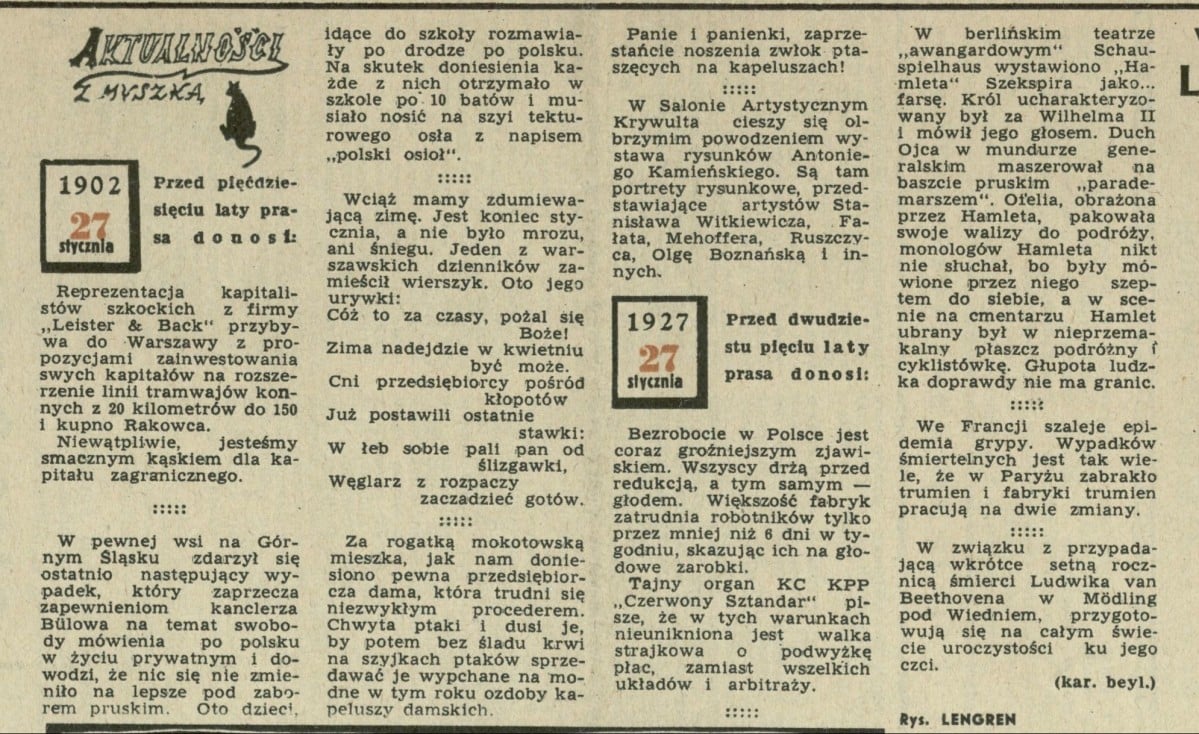 AKTUALNOŚCI
Z MYSZKĄ
1902
27
stycznia
Przed pięćdzie-
sięciu laty pra-
sa donosi:
Reprezentacja kapitali-
stów szkockich z firmy
„Leister & Back" przyby-
wa do Warszawy z pro-
pozycjami zainwestowania
swych kapitałów na rozsze-
rzenie linii tramwajów kon-
nych z 20 kilometrów do 150
i kupno Rakowca.
Niewątpliwie, jesteśmy
smacznym kąskiem dla ka-
pitału zagranicznego.
:::::
W pewnej wsi na Gór-
nym Śląsku zdarzył się
ostatnio następujący wy-
padek, który zaprzecza
zapewnieniom kanclerza
Bülowa na temat swobo-
dy mówienia po polsku
w życiu prywatnym i do-
wodzi, że nic się nie zmie-
niło na lepsze pod zabo-
rem pruskim. Oto dzieci,
idące do szkoły rozmawia-
ły po drodze po polsku.
Na skutek doniesienia ka-
żde z nich otrzymało w
szkole po 10 batów i mu-
siało nosić na szyi tektu-
rowego osła z napisem
„polski osioł".
:::::
Wciąż mamy zdumiewa-
jącą zimę. Jest koniec sty-
cznia, a nie było mrozu,
ani śniegu. Jeden z war-
szawskich dzienników za-
mieścił wierszyk. Oto jego
urywki:
Cóż to za czasy, pożal się
Boże!
Zima nadejdzie w kwietniu
być może.
Cni przedsiębiorcy pośród
kłopotów
Już postawili ostatnie
stawki:
W łeb sobie pali pan od
ślizgawki,
Węglarz z rozpaczy
zaczadzieć gotów.
:::::
Za rogatką mokotowską
mieszka, jak nam donie-
siono pewna przedsiębior-
cza dama, która trudni się
niezwykłym procederem.
Chwyta ptaki i dusi je,
by potem bez śladu krwi
na szyjkach ptaków sprze-
dawać je wypchane na mo-
dne w tym roku ozdoby ka-
peluszy damskich.
Panie i panienki, zaprze-
stańcie noszenia zwłok pta-
szęcych na kapeluszach!
:::::
W Salonie Artystycznym
Krywulta cieszy się ol-
brzymim powodzeniem wy-
stawa rysunków Antonie-
go Kamieńskiego. Są tam
portrety rysunkowe, przed-
stawiające artystów Sta-
nisława Witkiewicza, Fa-
łata, Mehoffera, Ruszczy-
ca, Olgę Boznańską i in-
nych.
1927
27
stycznia
Przed dwudzie-
stu pięciu laty
prasa donosi:
Bezrobocie w Polsce jest
coraz groźniejszym zjawi-
skiem. Wszyscy drżą przed
redukcją, a tym samym —
głodem. Większość fabryk
zatrudnia robotników tylko
przez mniej niż 6 dni w ty-
godniu, skazując ich na gło-
dowe zarobki.
Tajny organ KC KPP
„Czerwony Sztandar" pi-
sze, że w tych warunkach
nieunikniona jest walka
strajkowa o podwyżkę
płac, zamiast wszelkich
układów i arbitraży.
:::::
W berlińskim teatrze
„awangardowym" Schau-
spielhaus wystawiono „Ha-
mleta" Szekspira jako...
farsę. Król ucharakteryzo-
wany był za Wilhelma II
i mówił jego głosem. Duch
Ojca w mundurze gene-
ralskim maszerował na
baszcie pruskim „parade-
marszem". Ofelia, obrażona
przez Hamleta, pakowała
swoje walizy do podróży,
monologów Hamleta nikt
nie słuchał, bo były mó-
wione przez niego szep-
tem do siebie, a w sce-
nie na cmentarzu Hamlet
ubrany był w nieprzema-
kalny płaszcz podróżny i
cyklistówkę. Głupota ludz-
ka doprawdy nie ma granic.
:::::
We Francji szaleje epi-
demia grypy. Wypadków
śmiertelnych jest tak wie-
le, że w Paryżu zabrakło
trumien i fabryki trumien
pracują na dwie zmiany.
:::::
W związku z przypada-
jącą wkrótce setną rocz-
nicą śmierci Ludwika van
Beethovena w Mödling
pod Wiedniem, przygoto-
wują się na całym świe-
cie uroczystości ku jego
czci.
(kar. beyl.)
Rys. LENGREN